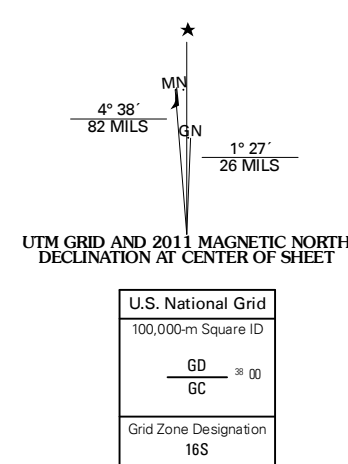 ★
MN
4° 38´
82 MILS
GN
1° 27´
26 MILS
UTM GRID AND 2011 MAGNETIC NORTH
DECLINATION AT CENTER OF SHEET
U.S. National Grid
100,000-m Square ID
GD
38 00
GC
Grid Zone Designation
16S